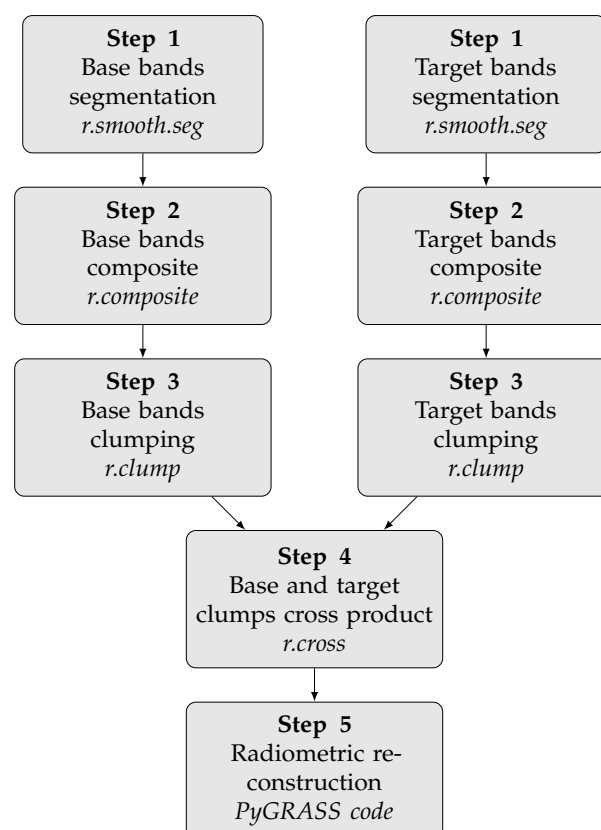 Step 1
Base bands
segmentation
r.smooth.seg
Step 1
Target bands
segmentation
r.smooth.seg
Step 2
Base bands
composite
r.composite
Step 2
Target bands
composite
r.composite
Step 3
Base bands
clumping
r.clump
Step 3
Target bands
clumping
r.clump
Step 4
Base and target
clumps cross product
r.cross
Step 5
Radiometric re-
construction
PyGRASS code